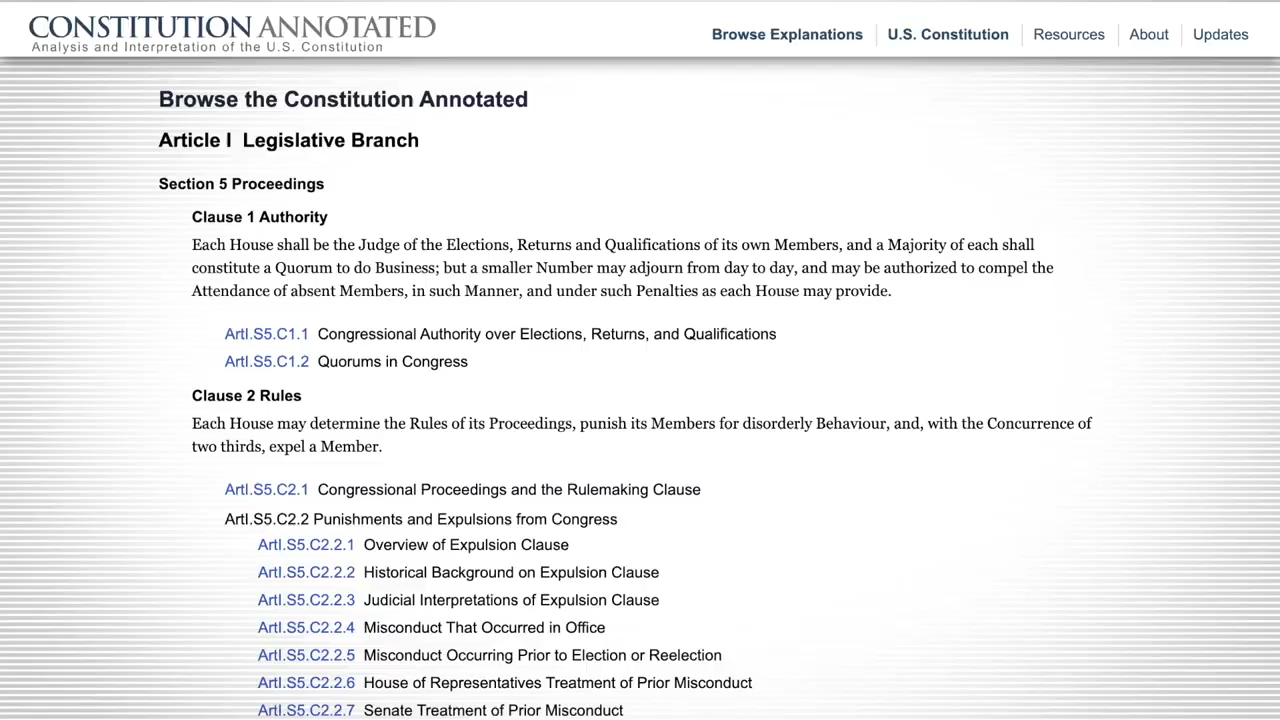 CONSTITUTION ANNOTATED
Analysis and Interpretation of the U.S. Constitution
Browse Explanations
U.S. Constitution
Resources
About
Updates
Browse the Constitution Annotated
Article I Legislative Branch
Section 5 Proceedings
Clause 1 Authority
Each House shall be the Judge of the Elections, Returns and Qualifications of its own Members, and a Majority of each shall
constitute a Quorum to do Business; but a smaller Number may adjourn from day to day, and may be authorized to compel the
Attendance of absent Members, in such Manner, and under such Penalties as each House may provide.
ArtI.S5.C1.1 Congressional Authority over Elections, Returns, and Qualifications
ArtI.S5.C1.2 Quorums in Congress
Clause 2 Rules
Each House may determine the Rules of its Proceedings, punish its Members for disorderly Behaviour, and, with the Concurrence of
two thirds, expel a Member.
ArtI.S5.C2.1 Congressional Proceedings and the Rulemaking Clause
ArtI.S5.C2.2 Punishments and Expulsions from Congress
ArtI.S5.C2.2.1 Overview of Expulsion Clause
ArtI.S5.C2.2.2 Historical Background on Expulsion Clause
ArtI.S5.C2.2.3 Judicial Interpretations of Expulsion Clause
ArtI.S5.C2.2.4 Misconduct That Occurred in Office
ArtI.S5.C2.2.5 Misconduct Occurring Prior to Election or Reelection
ArtI.S5.C2.2.6 House of Representatives Treatment of Prior Misconduct
ArtI.S5.C2.2.7 Senate Treatment of Prior Misconduct